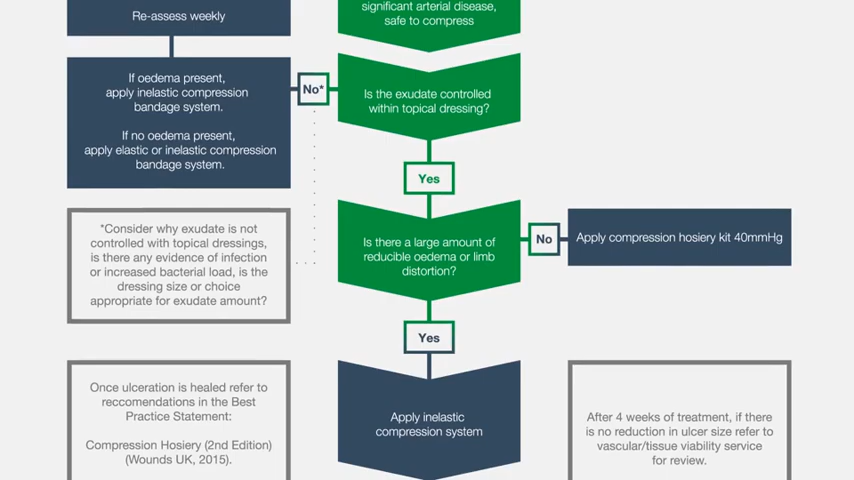 Re-assess weekly
significant arterial disease,
safe to compress
If oedema present,
apply inelastic compression
bandage system.
If no oedema present,
apply elastic or inelastic compression
bandage system.
No*
Is the exudate controlled
within topical dressing?
Yes
*Consider why exudate is not
controlled with topical dressings,
is there any evidence of infection
or increased bacterial load, is the
dressing size or choice
appropriate for exudate amount?
Is there a large amount of
reducible oedema or limb
distortion?
No
Apply compression hosiery kit 40mmHg
Yes
Once ulceration is healed refer to
reccomendations in the Best
Practice Statement:
Compression Hosiery (2nd Edition)
(Wounds UK, 2015).
Apply inelastic
compression system
After 4 weeks of treatment, if there
is no reduction in ulcer size refer to
vascular/tissue viability service
for review.